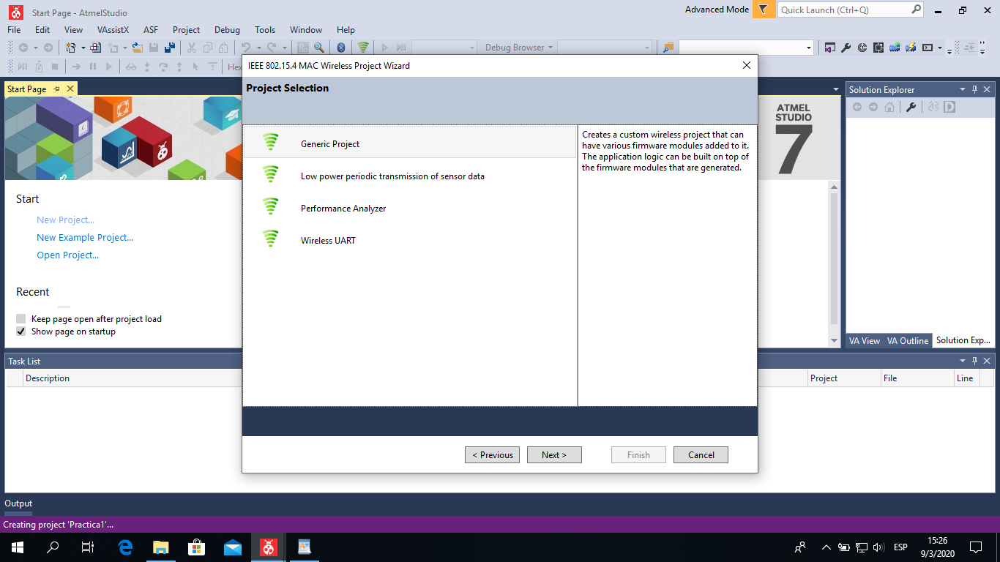 Start Page - AtmelStudio
Advanced Mode
Quick Launch (Ctrl+Q)
File Edit View VAssistX ASF Project Debug Tools Window Help
Debug Browser
Hex
IEEE 802.15.4 MAC Wireless Project Wizard
Project Selection
Generic Project
Low power periodic transmission of sensor data
Performance Analyzer
Wireless UART
Creates a custom wireless project that can
have various firmware modules added to it.
The application logic can be built on top of
the firmware modules that are generated.
< Previous
Next >
Finish
Cancel
Start Page
ATMEL
STUDIO
7
Start
New Project...
New Example Project...
Open Project...
Recent
Keep page open after project load
Show page on startup
Solution Explorer
VA View VA Outline Solution Exp...
Task List
Description Project File Line
Output
Creating project 'Practica1'...
ESP
15:26
9/3/2020